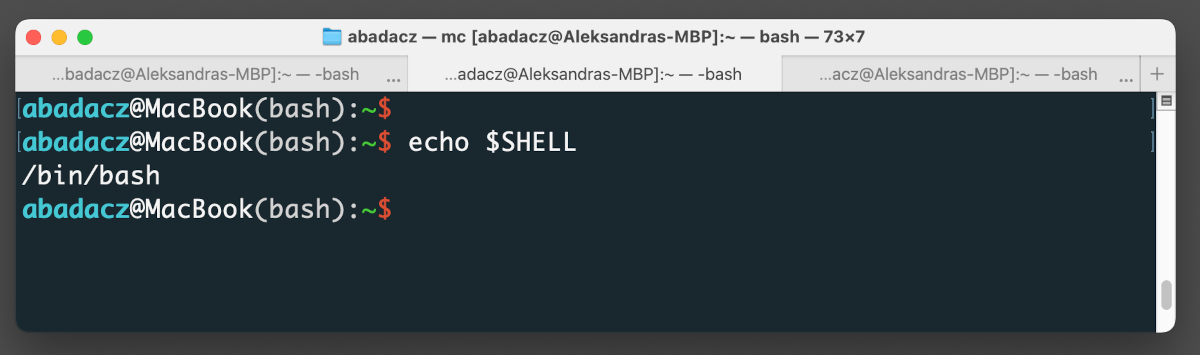 abadacz — mc [abadacz@Aleksandras-MBP]:~ — bash — 73×7
...badacz@Aleksandras-MBP]:~ — -bash ...
...adacz@Aleksandras-MBP]:~ — -bash
...acz@Aleksandras-MBP]:~ — -bash ... +
[abadacz@MacBook(bash):~$ ]
[abadacz@MacBook(bash):~$ echo $SHELL ]
/bin/bash
abadacz@MacBook(bash):~$